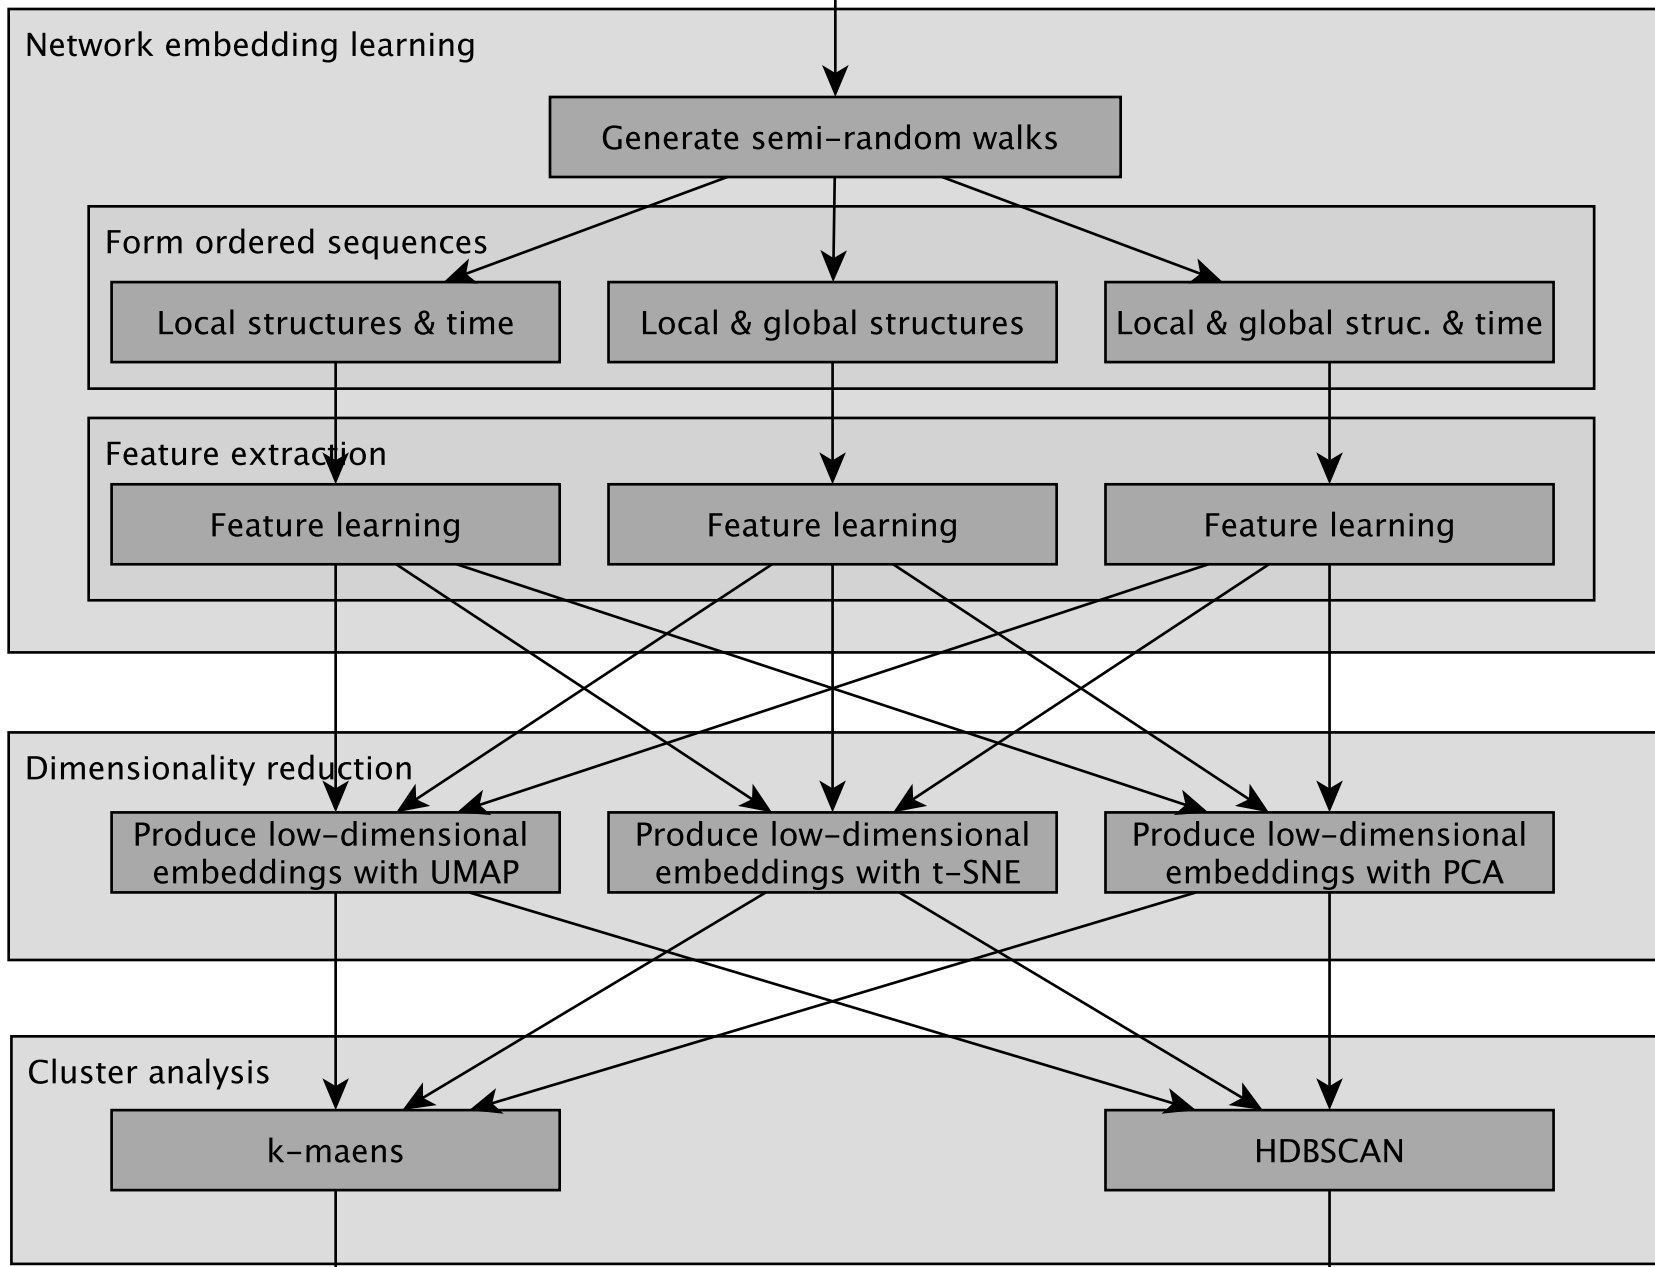 Network embedding learning
Generate semi-random walks
Form ordered sequences
Local structures & time
Local & global structures
Local & global struc. & time
Feature extraction
Feature learning
Feature learning
Feature learning
Dimensionality reduction
Produce low-dimensional
embeddings with UMAP
Produce low-dimensional
embeddings with t-SNE
Produce low-dimensional
embeddings with PCA
Cluster analysis
k-maens
HDBSCAN